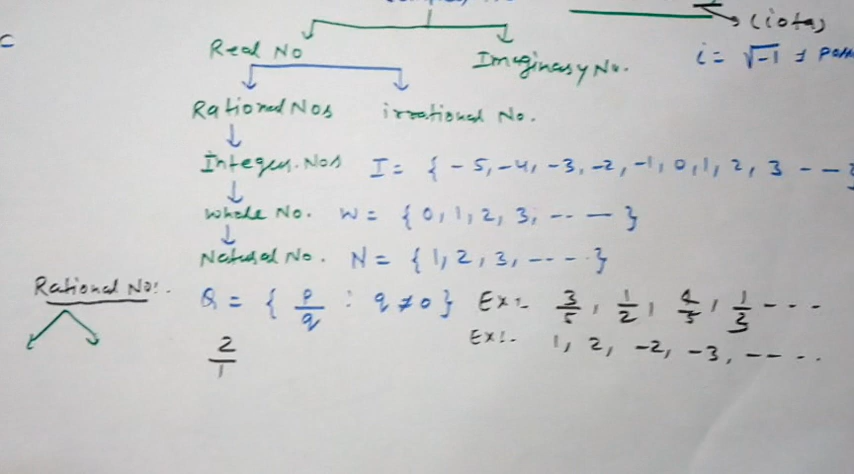 (iota)
Real No Imaginary No. i = √-1
Rational Nos irrational No.
Integer. Nos I = { -5, -4, -3, -2, -1, 0, 1, 2, 3 - - }
Whole No. W = { 0, 1, 2, 3, - - - }
Natural No. N = { 1, 2, 3, - - - - }
Rational No:. Q = { p/q : q ≠ 0 } Ex:- 3/5, 1/2, 4/5, 1/3 - - -
2/1 Ex:- 1, 2, -2, -3, - - - -